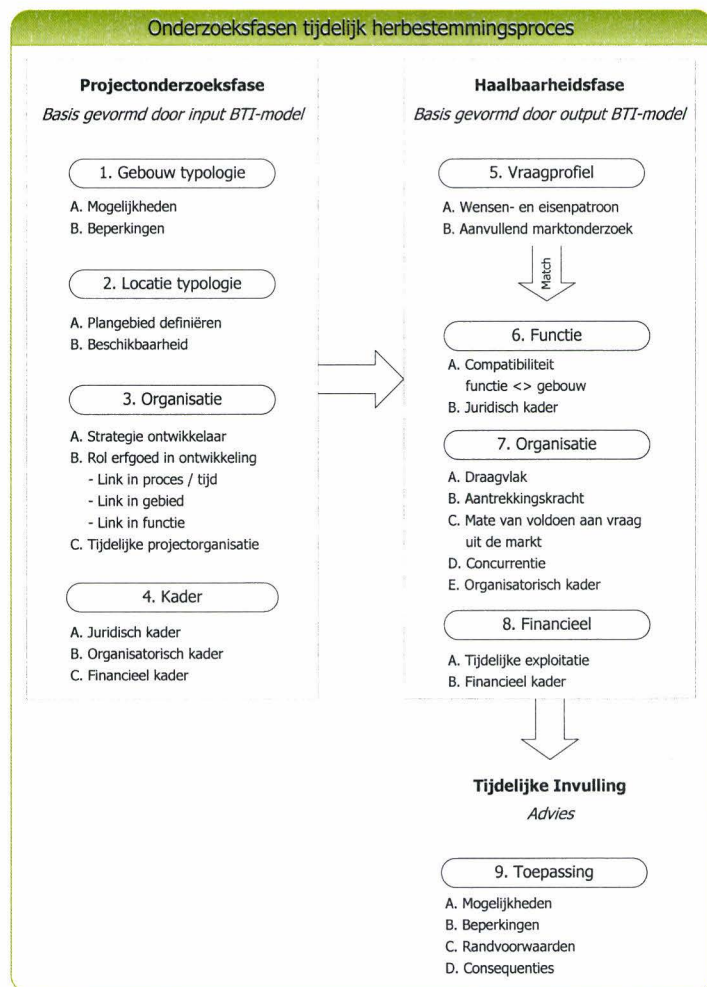 Onderzoeksfasen tijdelijk herbestemmingsproces
Projectonderzoeksfase
Basis gevormd door input BTI-model
1. Gebouw typologie
A. Mogelijkheden
B. Beperkingen
2. Locatie typologie
A. Plangebied definiëren
B. Beschikbaarheid
3. Organisatie
A. Strategie ontwikkelaar
B. Rol erfgoed in ontwikkeling
- Link in proces / tijd
- Link in gebied
- Link in functie
C. Tijdelijke projectorganisatie
4. Kader
A. Juridisch kader
B. Organisatorisch kader
C. Financieel kader
Haalbaarheidsfase
Basis gevormd door output BTI-model
5. Vraagprofiel
A. Wensen- en eisenpatroon
B. Aanvullend marktonderzoek
Match
6. Functie
A. Compatibiliteit
functie <> gebouw
B. Juridisch kader
7. Organisatie
A. Draagvlak
B. Aantrekkingskracht
C. Mate van voldoen aan vraag
uit de markt
D. Concurrentie
E. Organisatorisch kader
8. Financieel
A. Tijdelijke exploitatie
B. Financieel kader
Tijdelijke Invulling
Advies
9. Toepassing
A. Mogelijkheden
B. Beperkingen
C. Randvoorwaarden
D. Consequenties